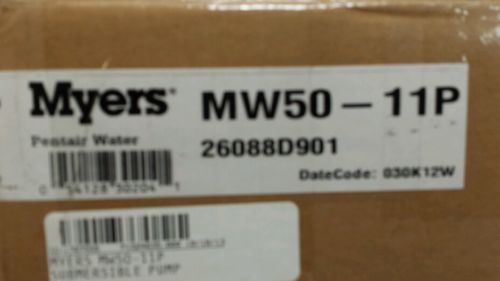 Myers® MW50 – 11P
Pentair Water 26088D901
DateCode: 030K12W
MYERS MW50-11P
SUBMERSIBLE PUMP